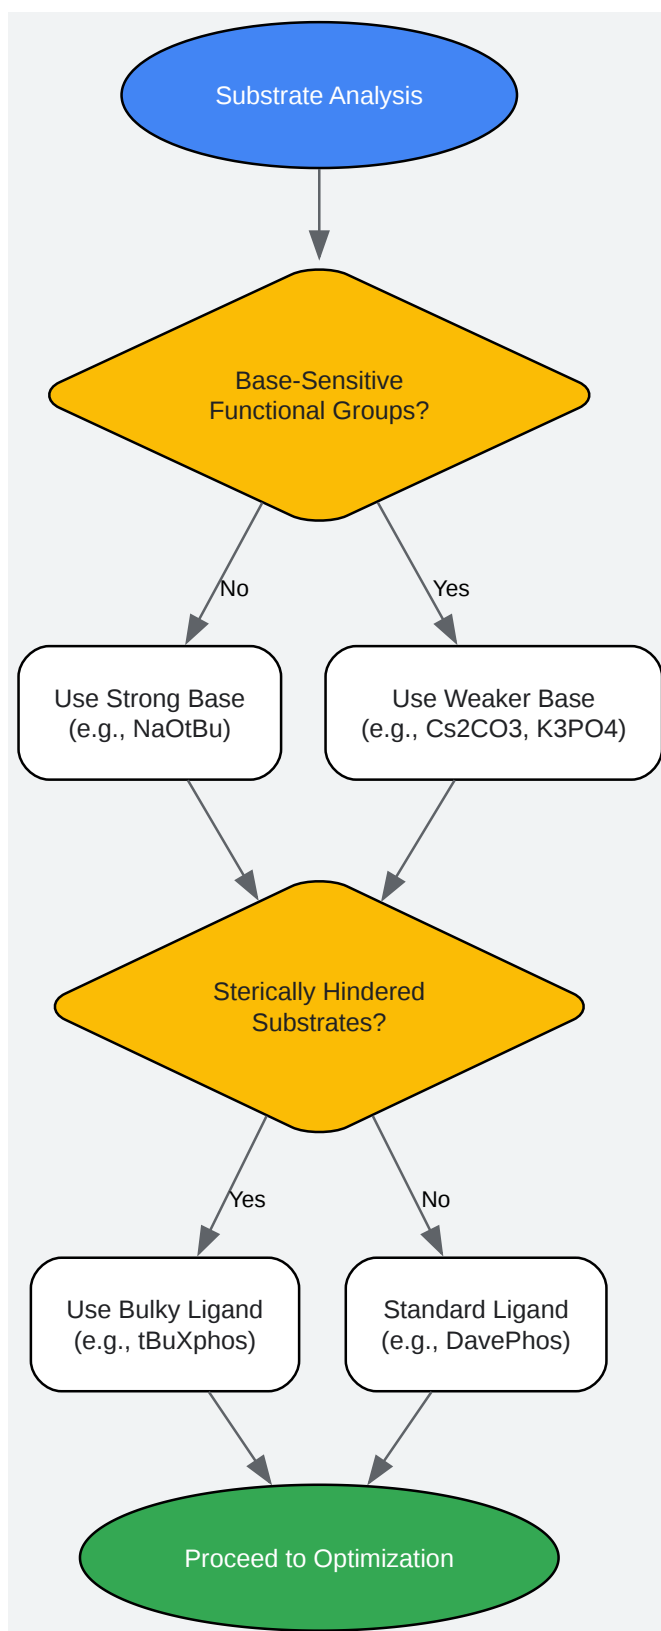 Substrate Analysis
Base-Sensitive
Functional Groups?
No
Yes
Use Strong Base
(e.g., NaOtBu)
Use Weaker Base
(e.g., Cs2CO3, K3PO4)
Sterically Hindered
Substrates?
Yes
No
Use Bulky Ligand
(e.g., tBuXphos)
Standard Ligand
(e.g., DavePhos)
Proceed to Optimization